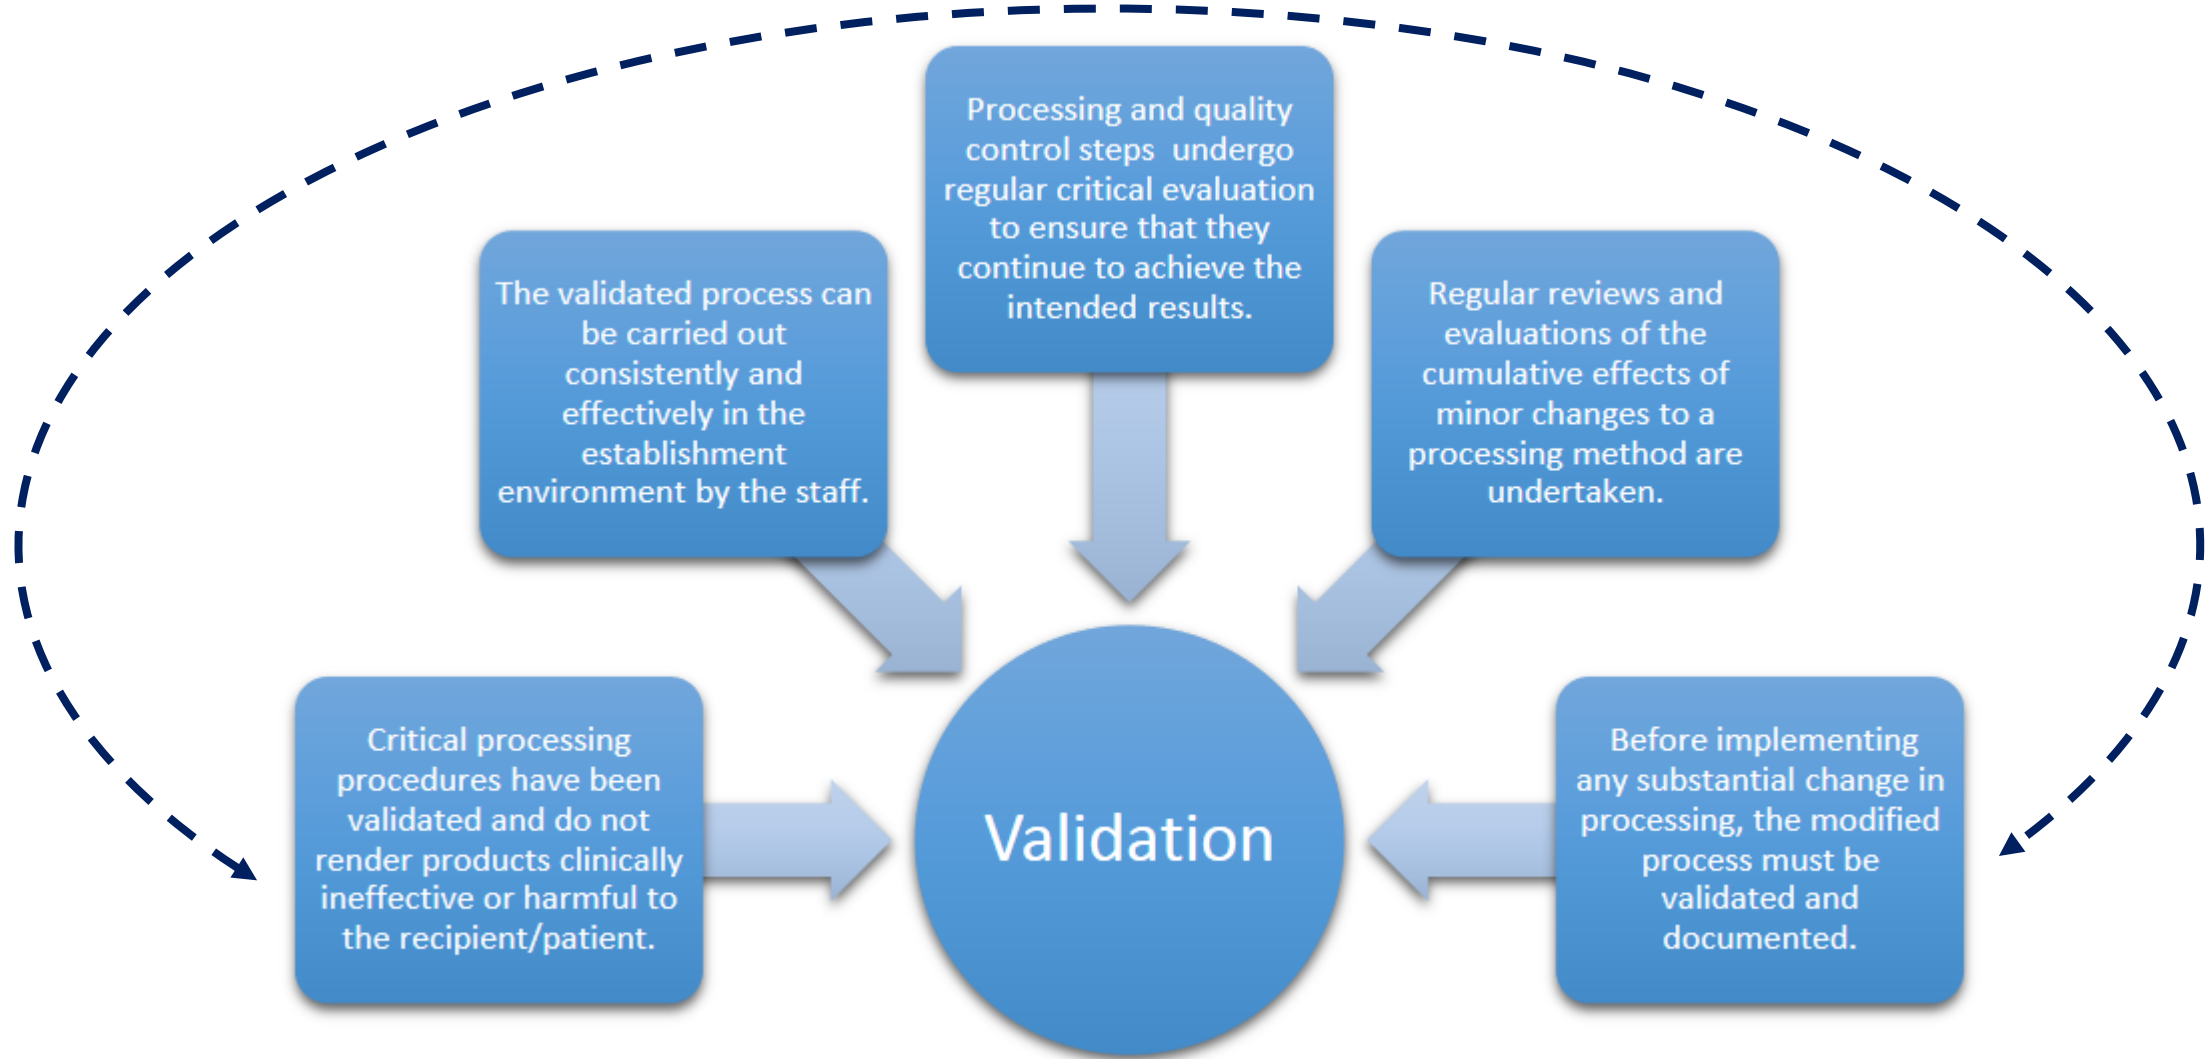 Processing and quality
control steps  undergo
regular critical evaluation
to ensure that they
continue to achieve the
intended results.
The validated process can
be carried out
consistently and
effectively in the
establishment
environment by the staff.
Regular reviews and
evaluations of the
cumulative effects of
minor changes to a
processing method are
undertaken.
Critical processing
procedures have been
validated and do not
render products clinically
ineffective or harmful to
the recipient/patient.
Validation
Before implementing
any substantial change in
processing, the modified
process must be
validated and
documented.